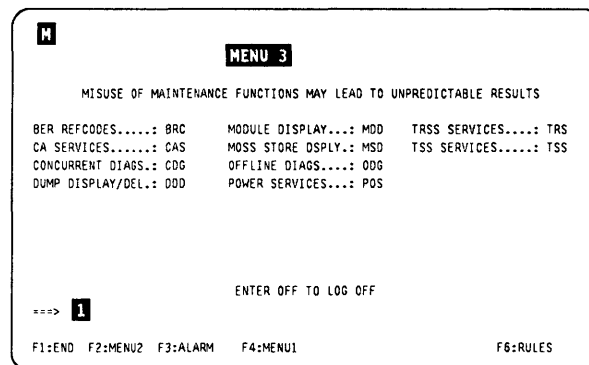 M
MENU 3
MISUSE OF MAINTENANCE FUNCTIONS MAY LEAD TO UNPREDICTABLE RESULTS
BER REFCODES.....: BRC MODULE DISPLAY...: MDD TRSS SERVICES....: TRS
CA SERVICES......: CAS MOSS STORE DSPLY.: MSD TSS SERVICES.....: TSS
CONCURRENT DIAGS.: CDG OFFLINE DIAGS....: ODG
DUMP DISPLAY/DEL.: DDD POWER SERVICES...: POS
ENTER OFF TO LOG OFF
===> 1
F1:END F2:MENU2 F3:ALARM F4:MENU1 F6:RULES